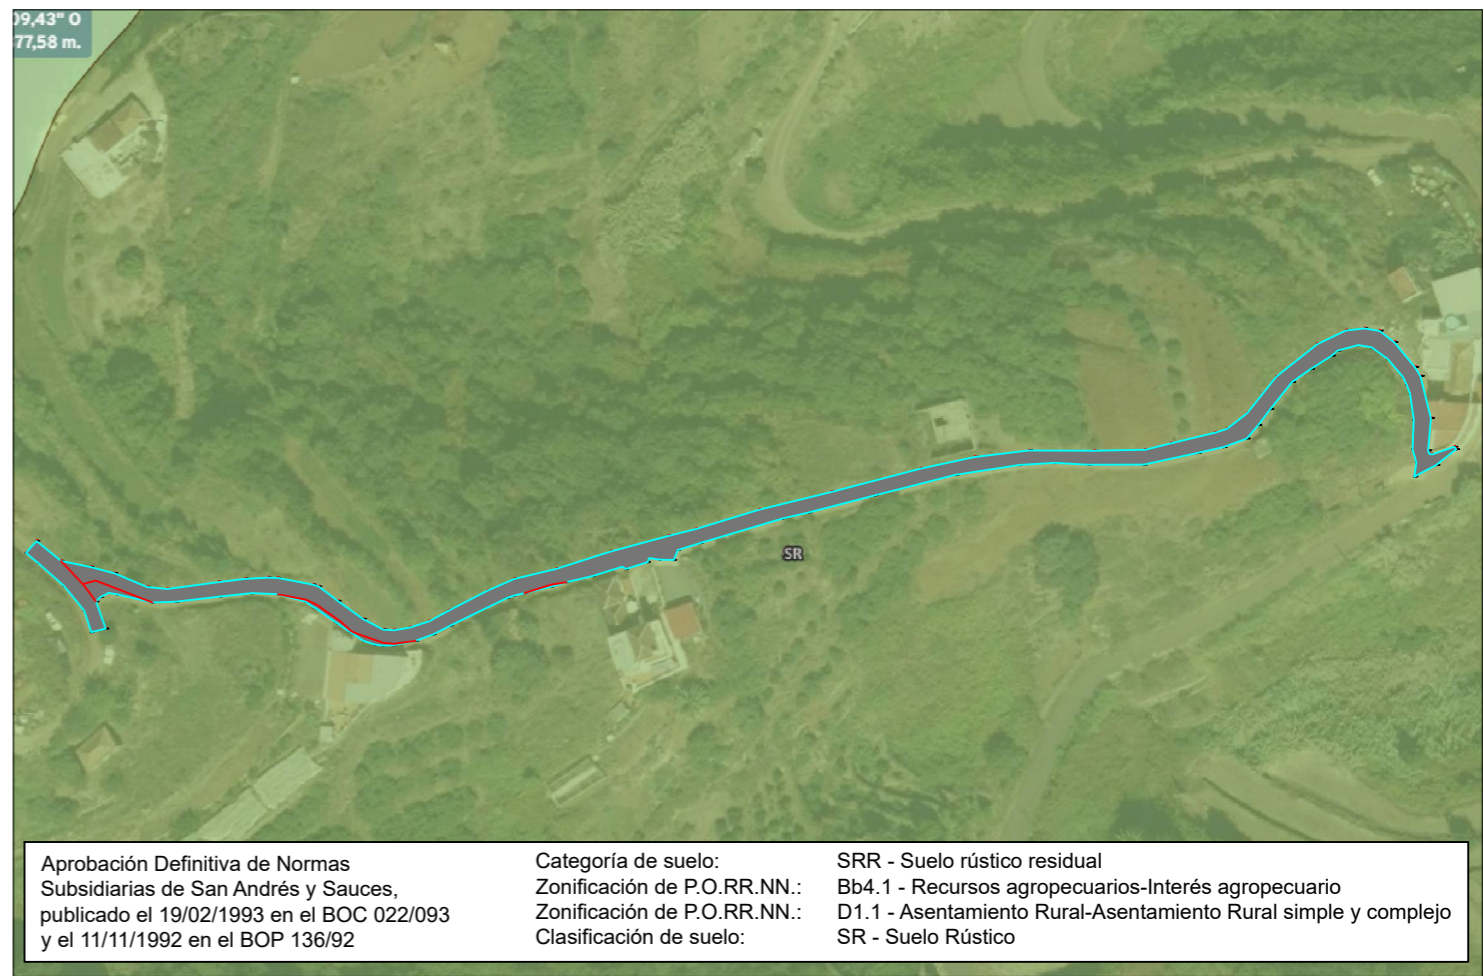 09,43" O
77,58 m.
SR
Aprobación Definitiva de Normas
Subsidiarias de San Andrés y Sauces,
publicado el 19/02/1993 en el BOC 022/093
y el 11/11/1992 en el BOP 136/92
Categoría de suelo: SRR - Suelo rústico residual
Zonificación de P.O.RR.NN.: Bb4.1 - Recursos agropecuarios-Interés agropecuario
Zonificación de P.O.RR.NN.: D1.1 - Asentamiento Rural-Asentamiento Rural simple y complejo
Clasificación de suelo: SR - Suelo Rústico